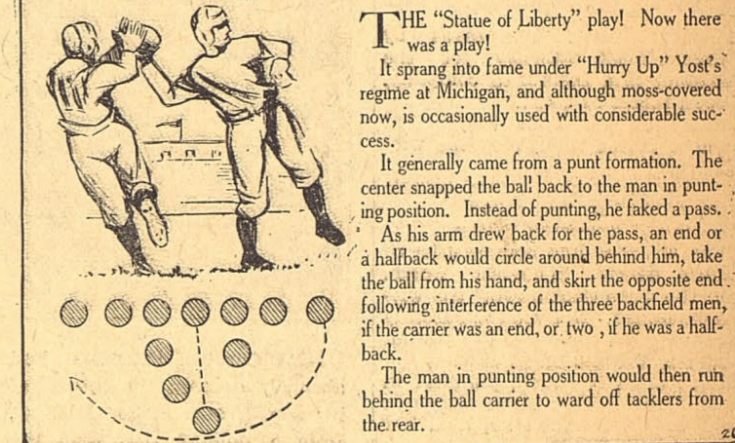 THE “Statue of Liberty” play! Now there
was a play!
It sprang into fame under “Hurry Up” Yost's
regime at Michigan, and although moss-covered
now, is occasionally used with considerable suc-
cess.
It generally came from a punt formation. The
center snapped the ball back to the man in punt-
ing position. Instead of punting, he faked a pass.
As his arm drew back for the pass, an end or
a halfback would circle around behind him, take
the ball from his hand, and skirt the opposite end
following interference of the three backfield men,
if the carrier was an end, or two , if he was a half-
back.
The man in punting position would then run
behind the ball carrier to ward off tacklers from
the rear.